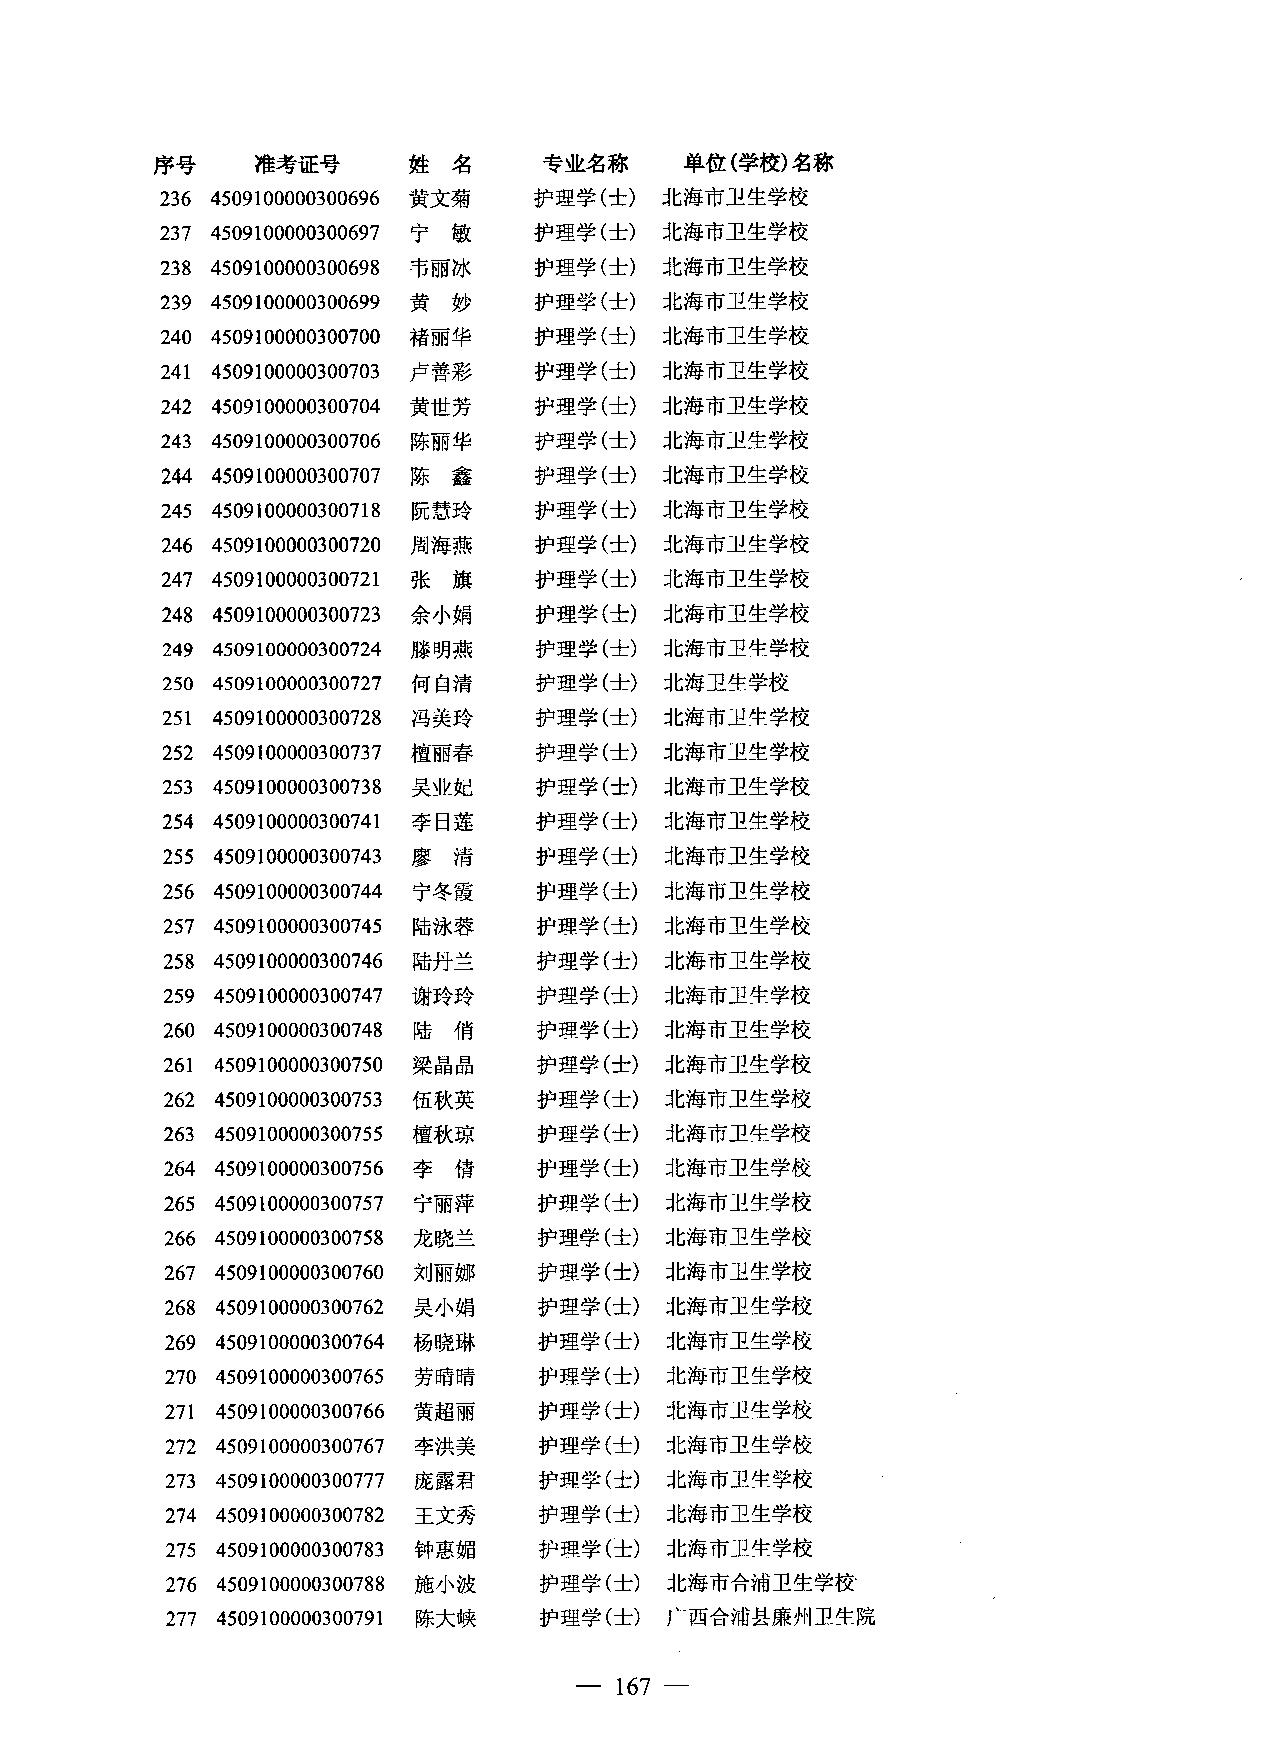 序号 准考证号 姓 名 专业名称 单位(学校)名称
236 4509100000300696 黄文菊 护理学(士) 北海市卫生学校
237 4509100000300697 宁 敏 护理学(士) 北海市卫生学校
238 4509100000300698 韦丽冰 护理学(士) 北海市卫生学校
239 4509100000300699 黄 妙 护理学(士) 北海市卫生学校
240 4509100000300700 褚丽华 护理学(士) 北海市卫生学校
241 4509100000300703 卢善彩 护理学(士) 北海市卫生学校
242 4509100000300704 黄世芳 护理学(士) 北海市卫生学校
243 4509100000300706 陈丽华 护理学(士) 北海市卫生学校
244 4509100000300707 陈 鑫 护理学(士) 北海市卫生学校
245 4509100000300718 阮慧玲 护理学(士) 北海市卫生学校
246 4509100000300720 周海燕 护理学(士) 北海市卫生学校
247 4509100000300721 张 旗 护理学(士) 北海市卫生学校
248 4509100000300723 余小娟 护理学(士) 北海市卫生学校
249 4509100000300724 滕明燕 护理学(士) 北海市卫生学校
250 4509100000300727 何自清 护理学(士) 北海卫生学校
251 4509100000300728 冯美玲 护理学(士) 北海市卫生学校
252 4509100000300737 檀丽春 护理学(士) 北海市卫生学校
253 4509100000300738 吴业妃 护理学(士) 北海市卫生学校
254 4509100000300741 李日莲 护理学(士) 北海市卫生学校
255 4509100000300743 廖 清 护理学(士) 北海市卫生学校
256 4509100000300744 宁冬霞 护理学(士) 北海市卫生学校
257 4509100000300745 陆泳蓉 护理学(士) 北海市卫生学校
258 4509100000300746 陆丹兰 护理学(士) 北海市卫生学校
259 4509100000300747 谢玲玲 护理学(士) 北海市卫生学校
260 4509100000300748 陆 俏 护理学(士) 北海市卫生学校
261 4509100000300750 梁晶晶 护理学(士) 北海市卫生学校
262 4509100000300753 伍秋英 护理学(士) 北海市卫生学校
263 4509100000300755 檀秋琼 护理学(士) 北海市卫生学校
264 4509100000300756 李 倩 护理学(士) 北海市卫生学校
265 4509100000300757 宁丽萍 护理学(士) 北海市卫生学校
266 4509100000300758 龙晓兰 护理学(士) 北海市卫生学校
267 4509100000300760 刘丽娜 护理学(士) 北海市卫生学校
268 4509100000300762 吴小娟 护理学(士) 北海市卫生学校
269 4509100000300764 杨晓琳 护理学(士) 北海市卫生学校
270 4509100000300765 劳晴晴 护理学(士) 北海市卫生学校
271 4509100000300766 黄超丽 护理学(士) 北海市卫生学校
272 4509100000300767 李洪美 护理学(士) 北海市卫生学校
273 4509100000300777 庞露君 护理学(士) 北海市卫生学校
274 4509100000300782 王文秀 护理学(士) 北海市卫生学校
275 4509100000300783 钟惠媚 护理学(士) 北海市卫生学校
276 4509100000300788 施小波 护理学(士) 北海市合浦卫生学校
277 4509100000300791 陈大峡 护理学(士) 广西合浦县廉州卫生院
— 167 —